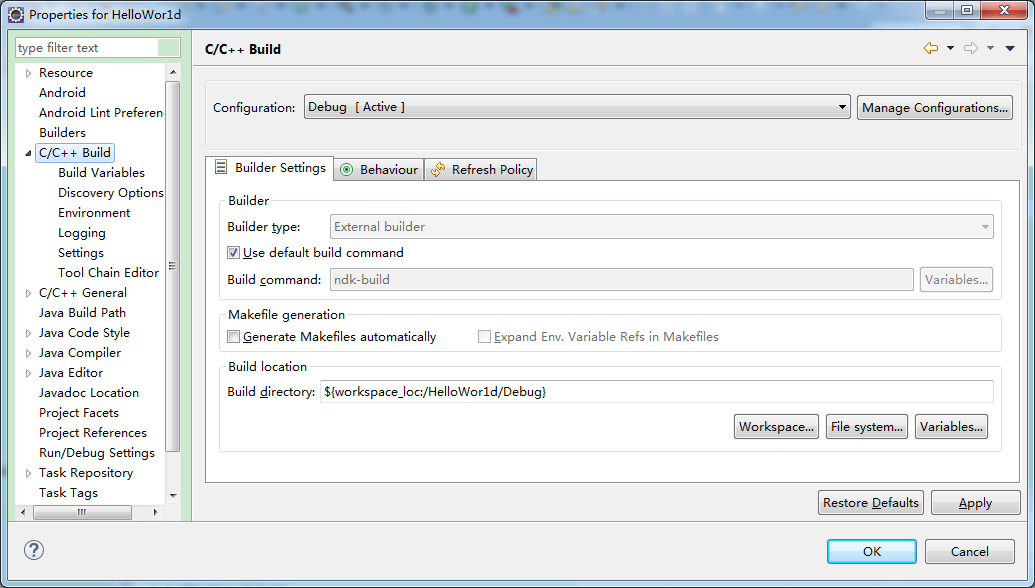 Properties for HelloWor1d
type filter text
Resource
Android
Android Lint Preferen
Builders
C/C++ Build
Build Variables
Discovery Options
Environment
Logging
Settings
Tool Chain Editor
C/C++ General
Java Build Path
Java Code Style
Java Compiler
Java Editor
Javadoc Location
Project Facets
Project References
Run/Debug Settings
Task Repository
Task Tags
C/C++ Build
Configuration: Debug [ Active ] Manage Configurations...
Builder Settings Behaviour Refresh Policy
Builder
Builder type: External builder
Use default build command
Build command: ndk-build Variables...
Makefile generation
Generate Makefiles automatically Expand Env. Variable Refs in Makefiles
Build location
Build directory: ${workspace_loc:/HelloWor1d/Debug}
Workspace... File system... Variables...
Restore Defaults Apply
? OK Cancel